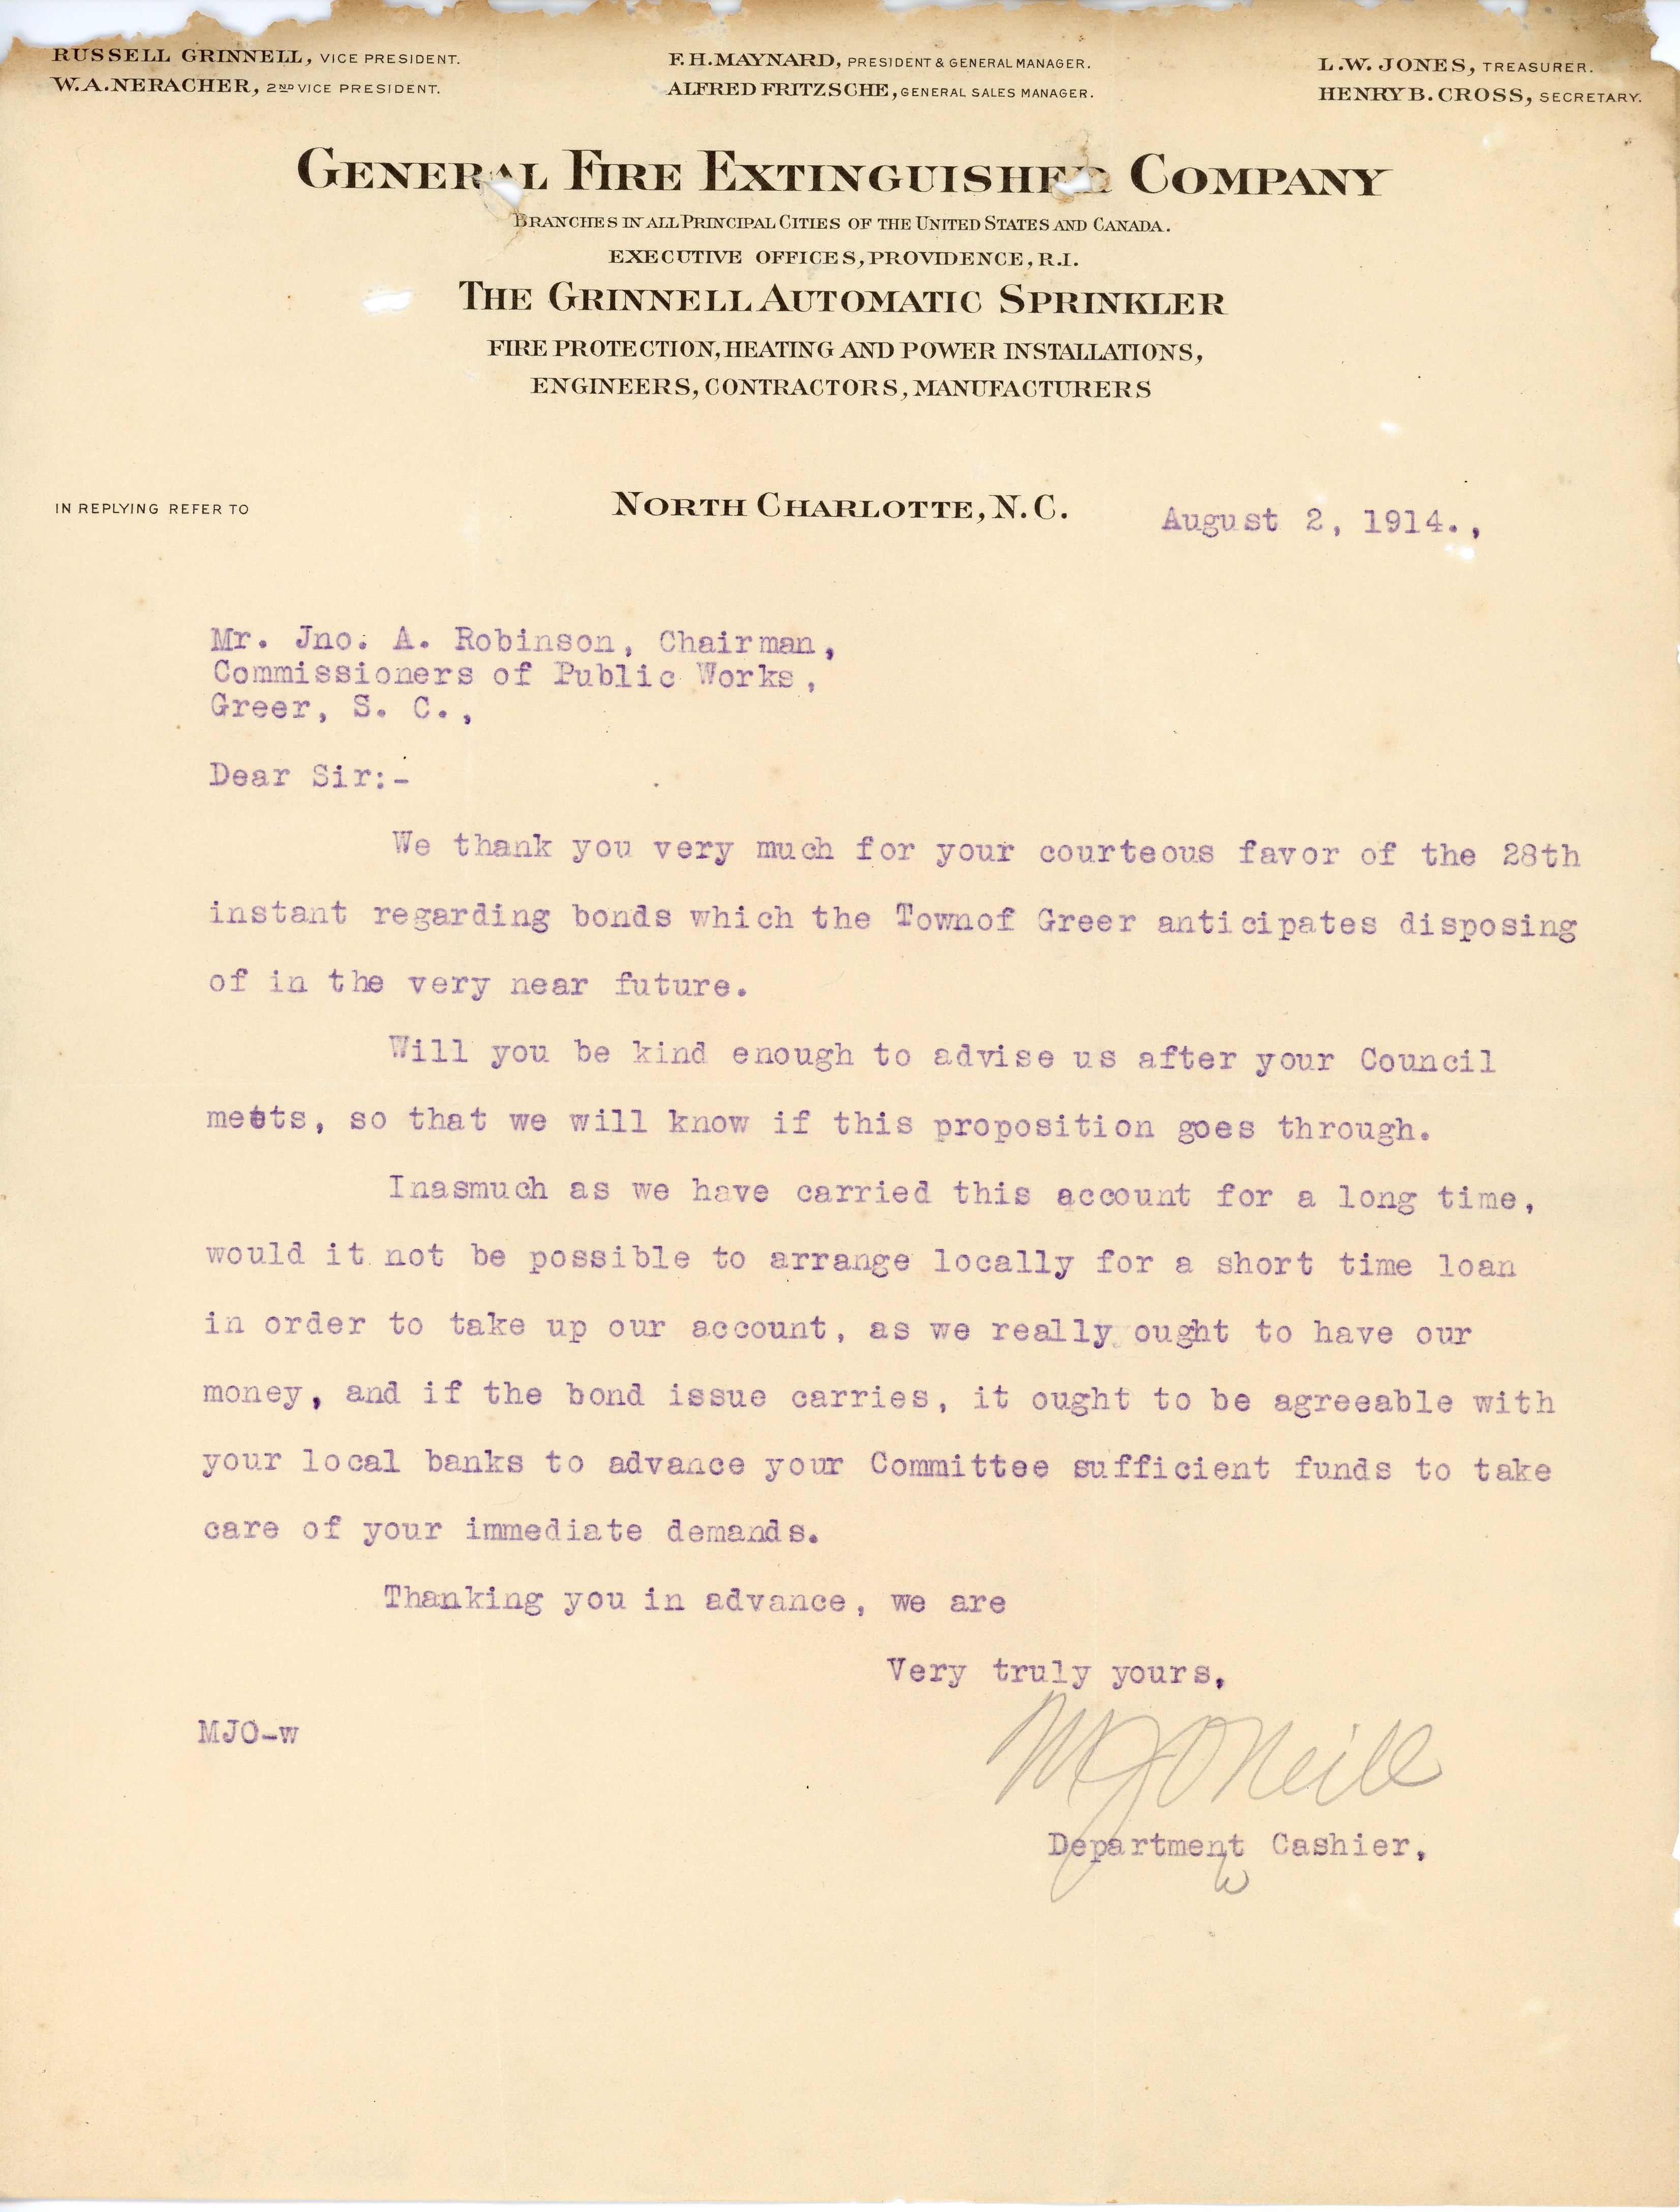 RUSSELL GRINNELL, VICE PRESIDENT.
W.A. NERACHER, 2ND VICE PRESIDENT.
F.H. MAYNARD, PRESIDENT & GENERAL MANAGER.
ALFRED FRITZSCHE, GENERAL SALES MANAGER.
L.W. JONES, TREASURER.
HENRY B. CROSS, SECRETARY.
GENERAL FIRE EXTINGUISHER COMPANY
BRANCHES IN ALL PRINCIPAL CITIES OF THE UNITED STATES AND CANADA.
EXECUTIVE OFFICES, PROVIDENCE, R.I.
THE GRINNELL AUTOMATIC SPRINKLER
FIRE PROTECTION, HEATING AND POWER INSTALLATIONS,
ENGINEERS, CONTRACTORS, MANUFACTURERS
IN REPLYING REFER TO
NORTH CHARLOTTE, N.C. August 2, 1914.,
Mr. Jno. A. Robinson, Chairman,
Commissioners of Public Works,
Greer, S. C.,
Dear Sir:-
We thank you very much for your courteous favor of the 28th
instant regarding bonds which the Townof Greer anticipates disposing
of in the very near future.
Will you be kind enough to advise us after your Council
meets, so that we will know if this proposition goes through.
Inasmuch as we have carried this account for a long time,
would it not be possible to arrange locally for a short time loan
in order to take up our account, as we really ought to have our
money, and if the bond issue carries, it ought to be agreeable with
your local banks to advance your Committee sufficient funds to take
care of your immediate demands.
Thanking you in advance, we are
Very truly yours,
MJO-w
MJ O'Neill
Department Cashier,
w